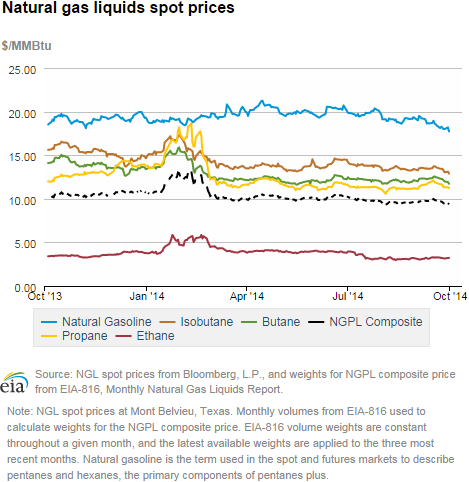 Natural gas liquids spot prices
$/MMBtu
25.00
20.00
15.00
10.00
5.00
0.00
Oct '13 Jan '14 Apr '14 Jul '14 Oct '14
Natural Gasoline Isobutane Butane NGPL Composite
Propane Ethane
eia
Source: NGL spot prices from Bloomberg, L.P., and weights for NGPL composite price
from EIA-816, Monthly Natural Gas Liquids Report.
Note: NGL spot prices at Mont Belvieu, Texas. Monthly volumes from EIA-816 used to
calculate weights for the NGPL composite price. EIA-816 volume weights are constant
throughout a given month, and the latest available weights are applied to the three most
recent months. Natural gasoline is the term used in the spot and futures markets to describe
pentanes and hexanes, the primary components of pentanes plus.